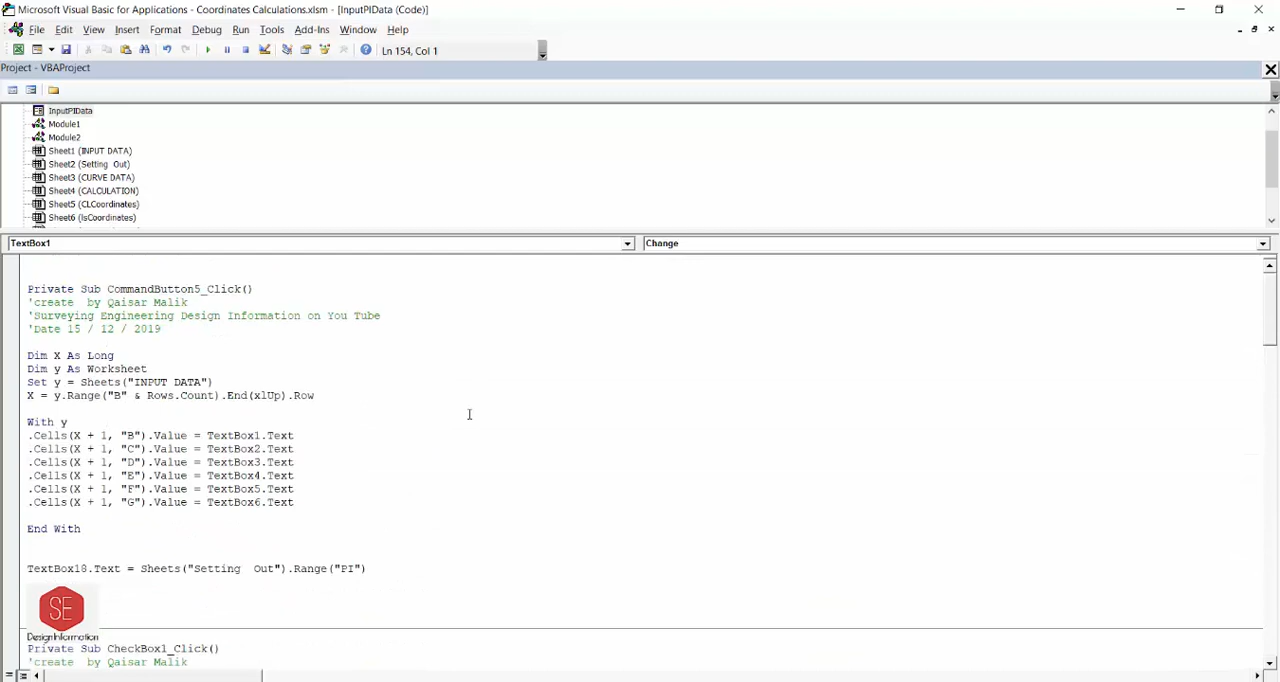 Microsoft Visual Basic for Applications - Coordinates Calculations.xlsm - [InputPIData (Code)]
File Edit View Insert Format Debug Run Tools Add-Ins Window Help
Ln 154, Col 1
Project - VBAProject
InputPIData
Module1
Module2
Sheet1 (INPUT DATA)
Sheet2 (Setting  Out)
Sheet3 (CURVE DATA)
Sheet4 (CALCULATION)
Sheet5 (CLCoordinates)
Sheet6 (lsCoordinates)
TextBox1 Change
Private Sub CommandButton5_Click()
'create  by Qaisar Malik
'Surveying Engineering Design Information on You Tube
'Date 15 / 12 / 2019
Dim X As Long
Dim y As Worksheet
Set y = Sheets("INPUT DATA")
X = y.Range("B" & Rows.Count).End(xlUp).Row
With y
.Cells(X + 1, "B").Value = TextBox1.Text
.Cells(X + 1, "C").Value = TextBox2.Text
.Cells(X + 1, "D").Value = TextBox3.Text
.Cells(X + 1, "E").Value = TextBox4.Text
.Cells(X + 1, "F").Value = TextBox5.Text
.Cells(X + 1, "G").Value = TextBox6.Text
End With
TextBox18.Text = Sheets("Setting  Out").Range("PI")
SE
DesignInformation
Private Sub CheckBox1_Click()
'create  by Qaisar Malik